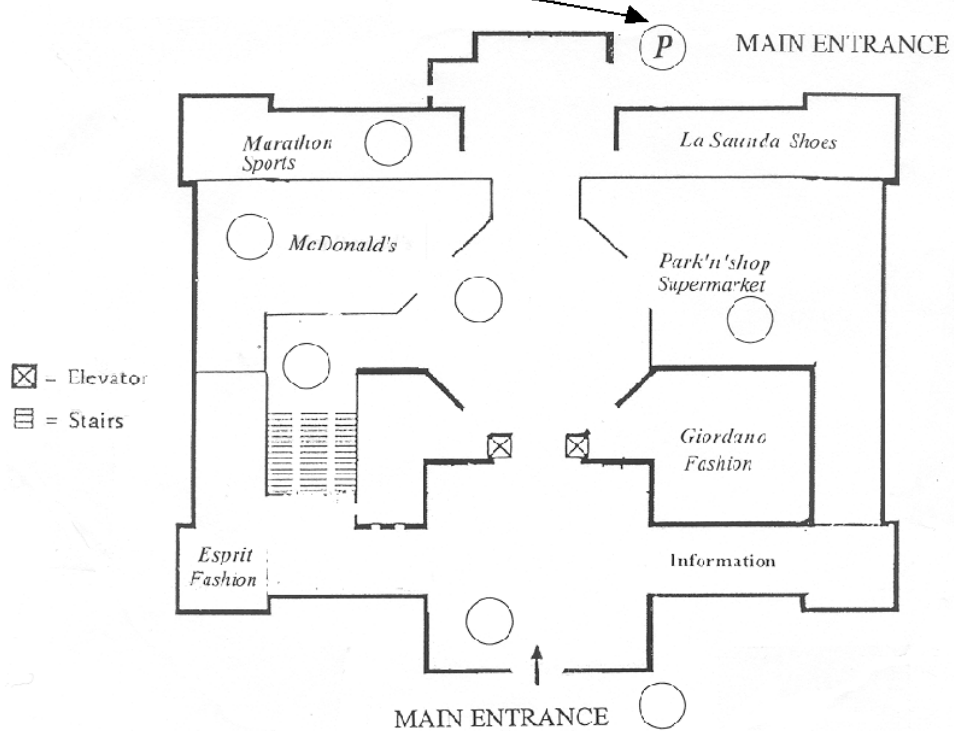 P
MAIN ENTRANCE
Marathon
Sports
La Saunda Shoes
McDonald's
Park'n'shop
Supermarket
= Elevator
= Stairs
Giordano
Fashion
Esprit
Fashion
Information
MAIN ENTRANCE